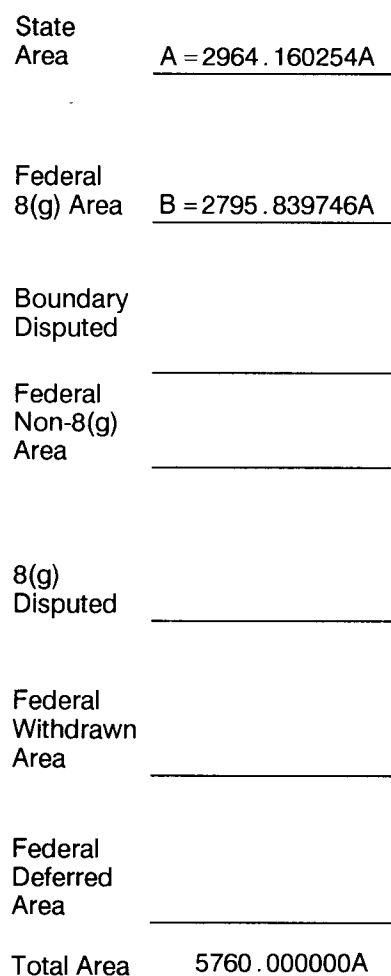 State
Area A = 2964.160254A
Federal
8(g) Area B = 2795.839746A
Boundary
Disputed
Federal
Non-8(g)
Area
8(g)
Disputed
Federal
Withdrawn
Area
Federal
Deferred
Area
Total Area 5760.000000A